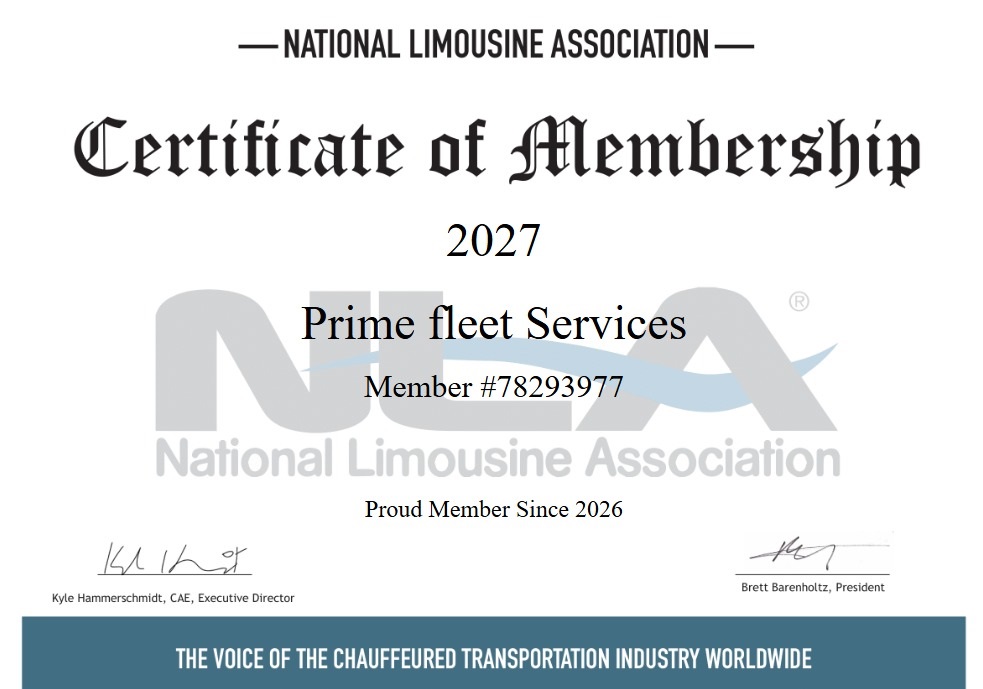 NATIONAL LIMOUSINE ASSOCIATION
Certificate of Membership
2027
NLA®
Prime fleet Services
Member #78293977
National Limousine Association
Proud Member Since 2026
Kyle Hammerschmidt, CAE, Executive Director
Brett Barenholtz, President
THE VOICE OF THE CHAUFFEURED TRANSPORTATION INDUSTRY WORLDWIDE